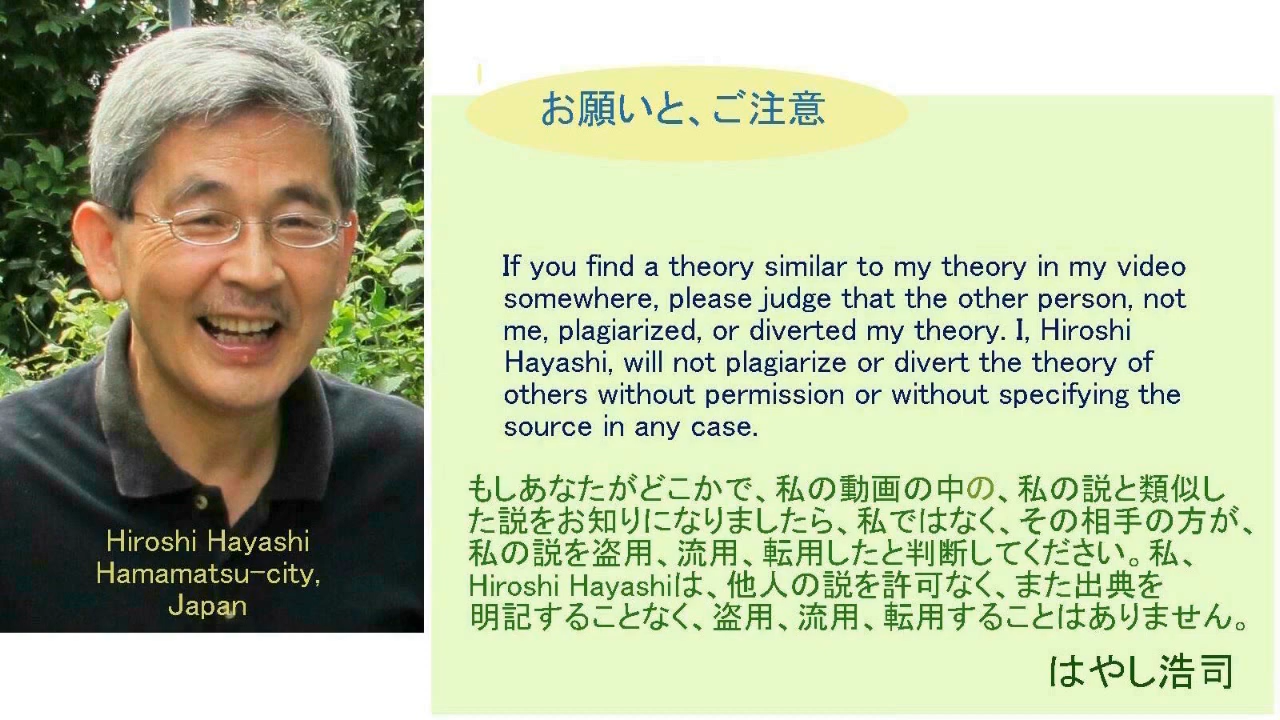 お願いと、ご注意
If you find a theory similar to my theory in my video
somewhere, please judge that the other person, not
me, plagiarized, or diverted my theory. I, Hiroshi
Hayashi, will not plagiarize or divert the theory of
others without permission or without specifying the
source in any case.
もしあなたがどこかで、私の動画の中の、私の説と類似し
た説をお知りになりましたら、私ではなく、その相手の方が、
私の説を盗用、流用、転用したと判断してください。私、
Hiroshi Hayashiは、他人の説を許可なく、また出典を
明記することなく、盗用、流用、転用することはありません。
はやし浩司
Hiroshi Hayashi
Hamamatsu-city,
Japan